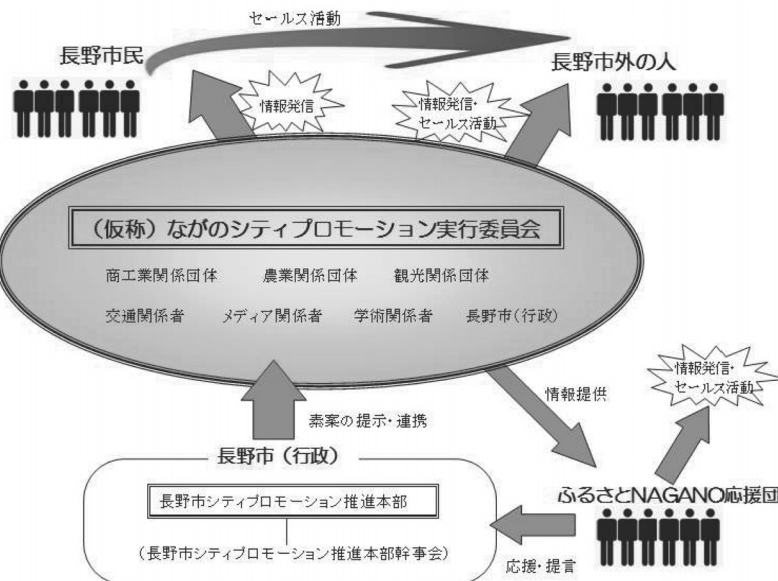 セールス活動
長野市民
長野市外の人
情報発信
情報発信・
セールス活動
（仮称）ながのシティプロモーション実行委員会
商工業関係団体　農業関係団体　観光関係団体
交通関係者　メディア関係者　学術関係者　長野市(行政)
情報発信・
セールス活動
情報提供
素案の提示・連携
長野市（行政）
長野市シティプロモーション推進本部
(長野市シティプロモーション推進本部幹事会)
ふるさとNAGANO応援団
応援・提言